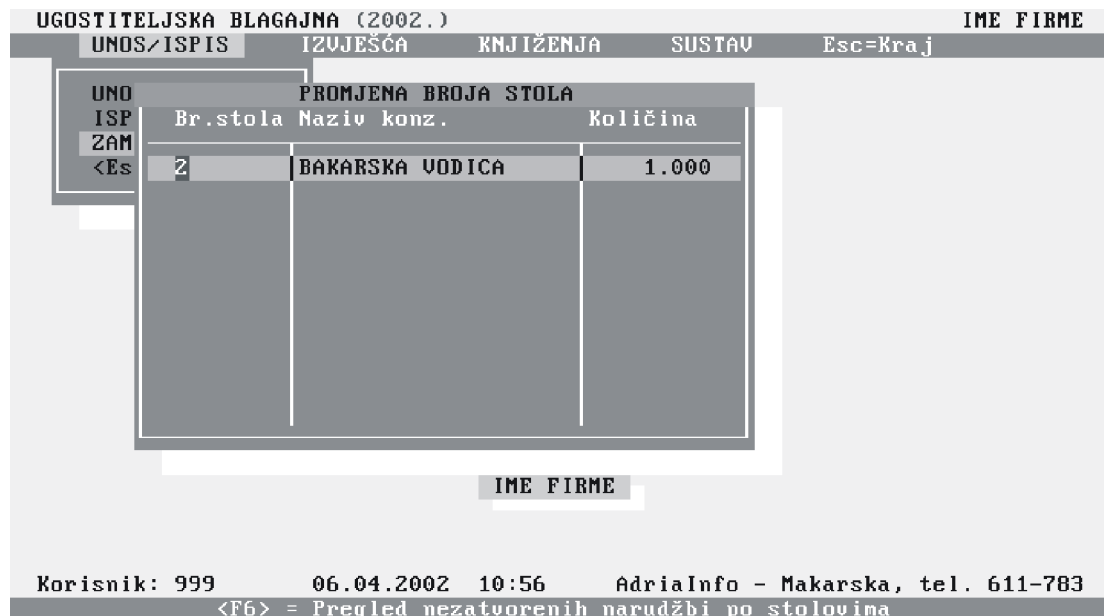 UGOSTITELJSKA BLAGAJNA (2002.) IME FIRME
UNOS/ISPIS IZVJEŠĆA KNJIŽENJA SUSTAV Esc=Kraj
UNO PROMJENA BROJA STOLA
ISP Br.stola Naziv konz. Količina
ZAM
<Es 2 BAKARSKA VODICA 1.000
IME FIRME
Korisnik: 999 06.04.2002 10:56 AdriaInfo - Makarska, tel. 611-783
<F6> = Pregled nezatvorenih narudžbi po stolovima